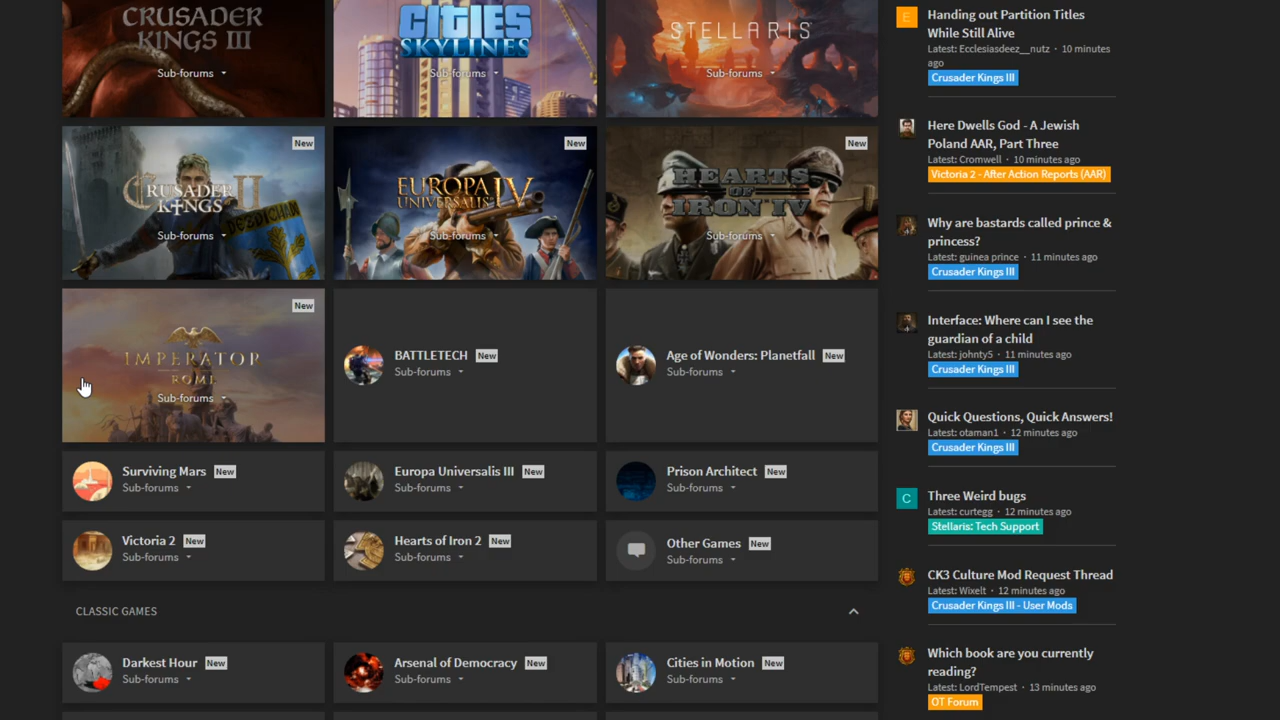 CRUSADER
KINGS III
Sub-forums
CITIES
SKYLINES
Sub-forums
STELLARIS
Sub-forums
New
CRUSADER
KINGS II
Sub-forums
New
EUROPA
UNIVERSALIS IV
Sub-forums
New
HEARTS
OF
IRON IV
Sub-forums
New
IMPERATOR
ROME
Sub-forums
BATTLETECH New
Sub-forums
Age of Wonders: Planetfall New
Sub-forums
Surviving Mars New
Sub-forums
Europa Universalis III New
Sub-forums
Prison Architect New
Sub-forums
Victoria 2 New
Sub-forums
Hearts of Iron 2 New
Sub-forums
Other Games New
Sub-forums
CLASSIC GAMES
Darkest Hour New
Sub-forums
Arsenal of Democracy New
Sub-forums
Cities in Motion New
Sub-forums
E
Handing out Partition Titles
While Still Alive
Latest: Ecclesiasdeez__nutz · 10 minutes
ago
Crusader Kings III
Here Dwells God - A Jewish
Poland AAR, Part Three
Latest: Cromwell · 10 minutes ago
Victoria 2 - After Action Reports (AAR)
Why are bastards called prince &
princess?
Latest: guinea prince · 11 minutes ago
Crusader Kings III
Interface: Where can I see the
guardian of a child
Latest: johnty5 · 11 minutes ago
Crusader Kings III
Quick Questions, Quick Answers!
Latest: otaman1 · 12 minutes ago
Crusader Kings III
C
Three Weird bugs
Latest: curtegg · 12 minutes ago
Stellaris: Tech Support
CK3 Culture Mod Request Thread
Latest: Wixelt · 12 minutes ago
Crusader Kings III - User Mods
Which book are you currently
reading?
Latest: LordTempest · 13 minutes ago
OT Forum